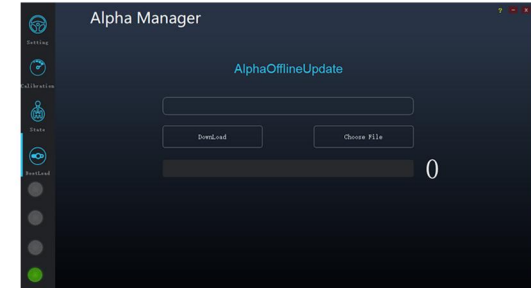 Alpha Manager
? - x
Setting
AlphaOfflineUpdate
Calibration
State
DownLoad
Choose File
0
BootLoad